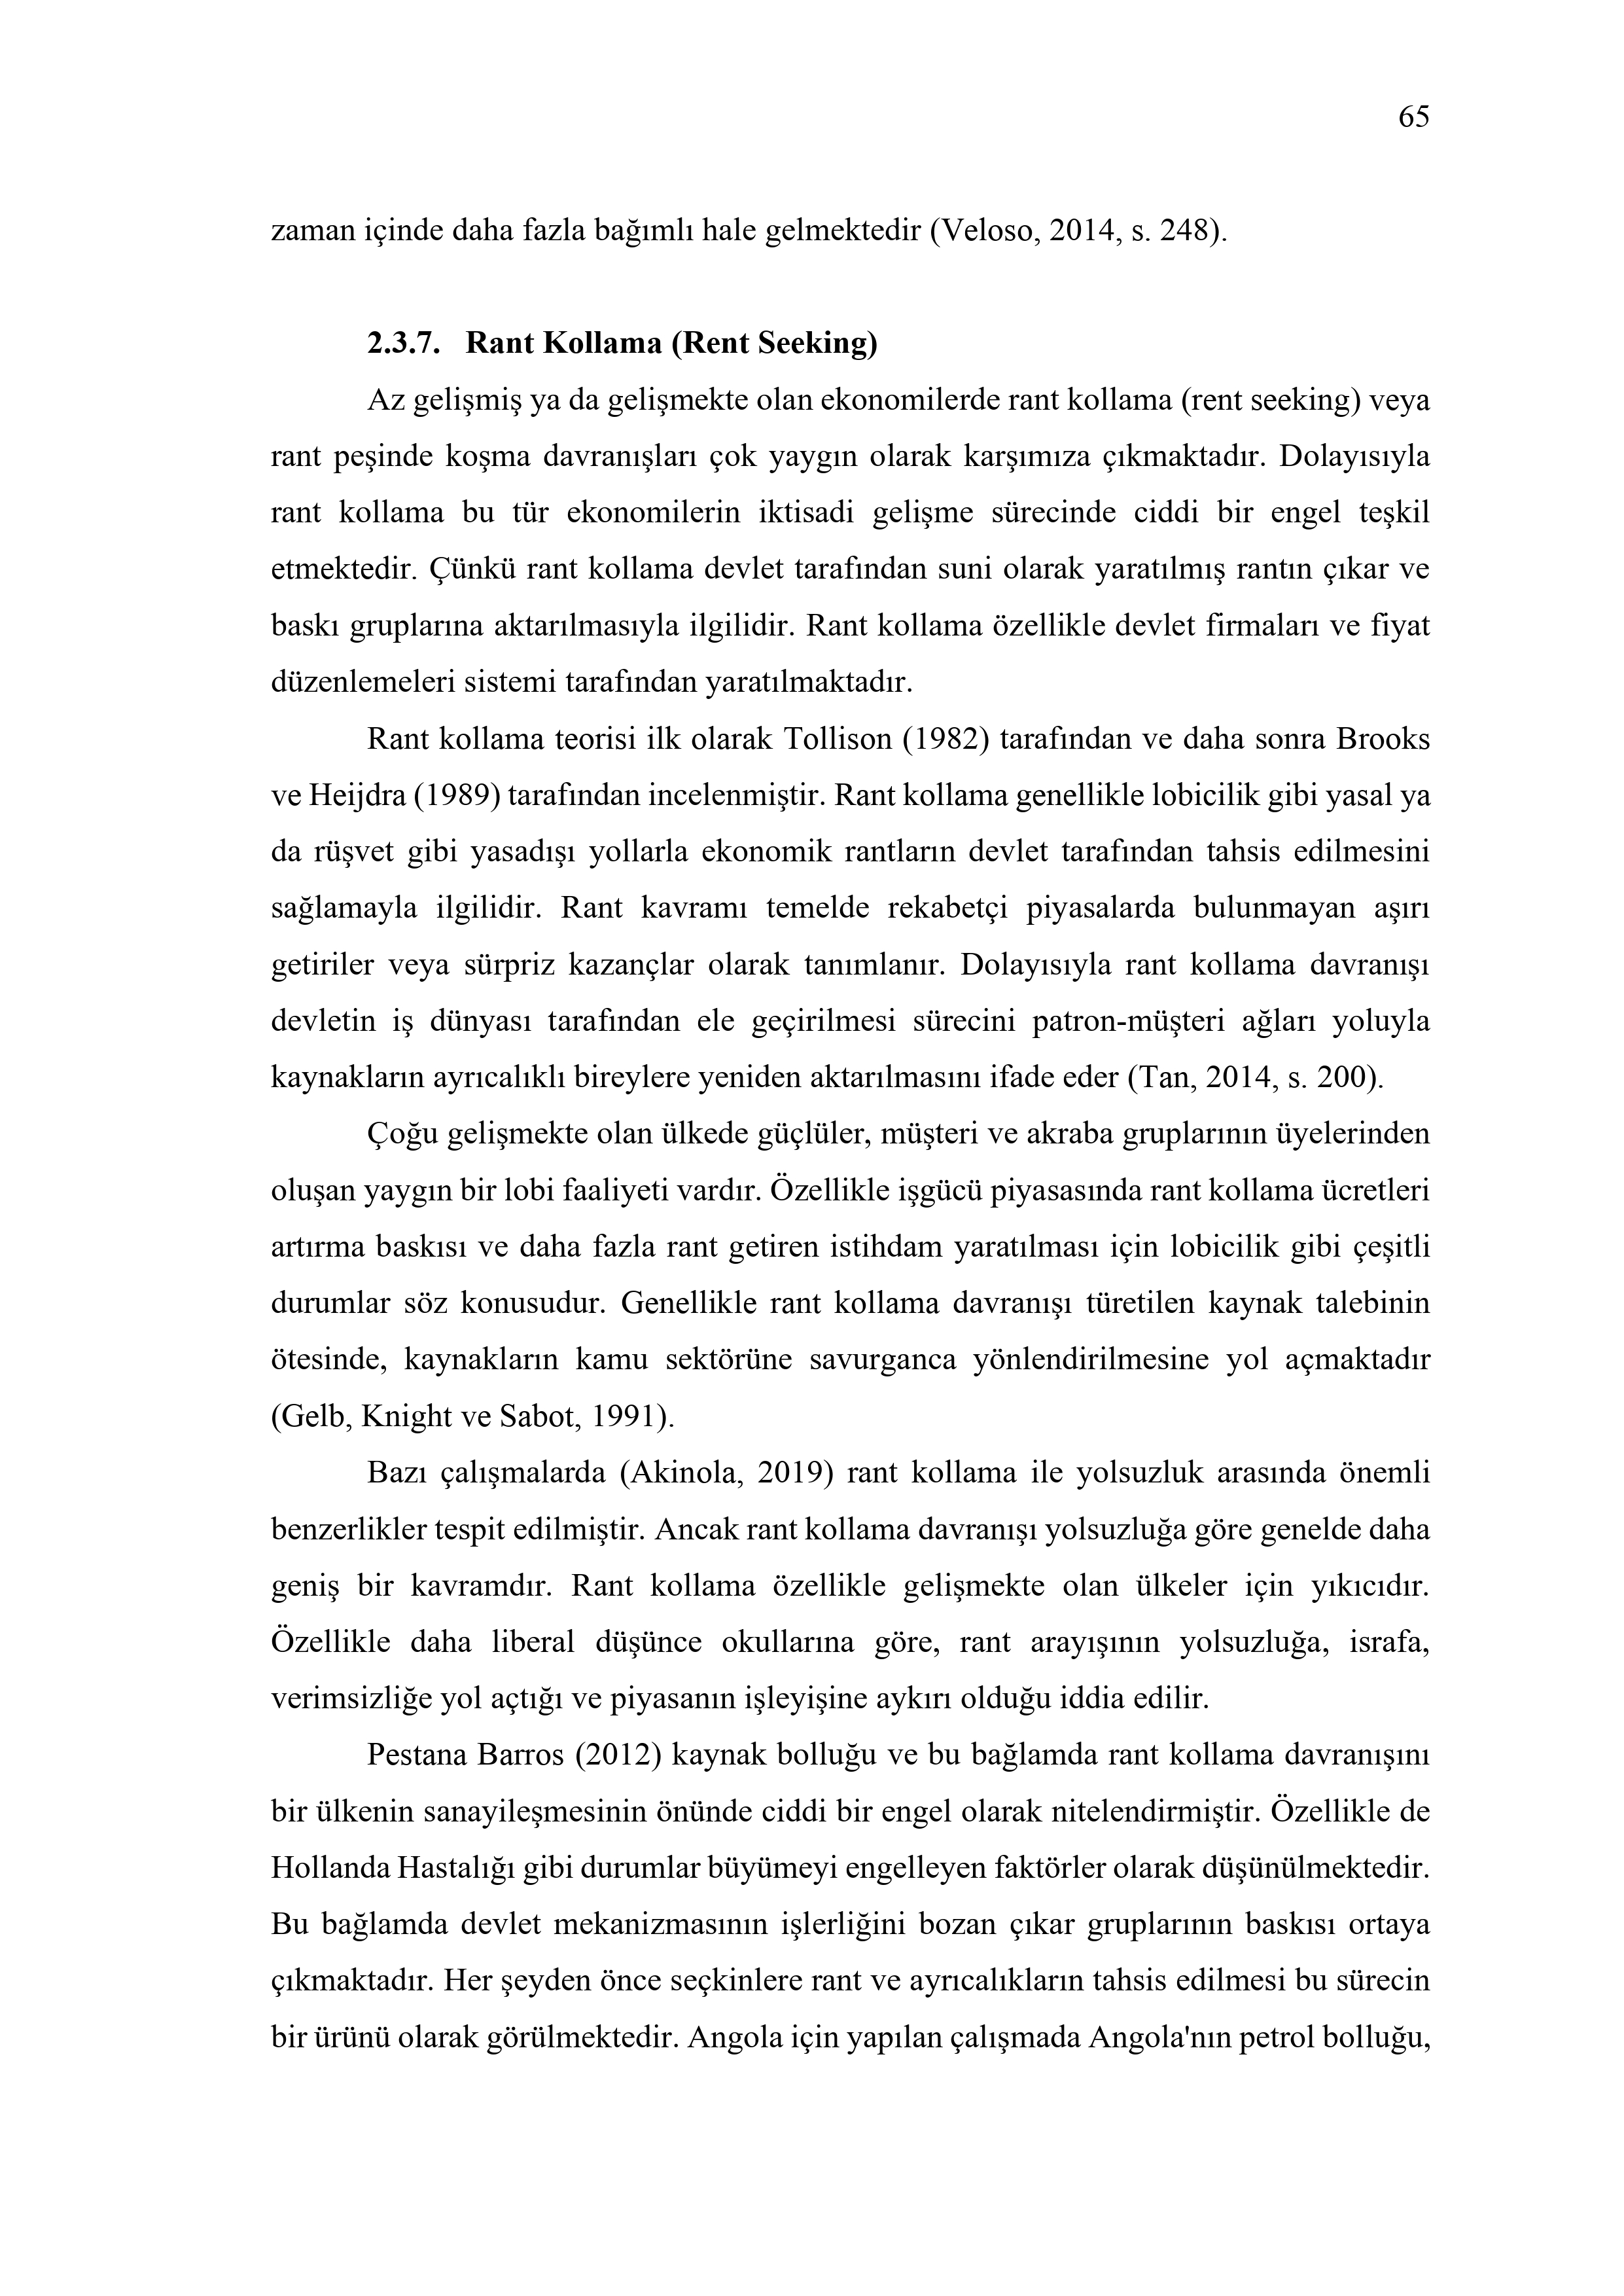 65
zaman içinde daha fazla bağımlı hale gelmektedir (Veloso, 2014, s. 248).
2.3.7. Rant Kollama (Rent Seeking)
Az gelişmiş ya da gelişmekte olan ekonomilerde rant kollama (rent seeking) veya
rant peşinde koşma davranışları çok yaygın olarak karşımıza çıkmaktadır. Dolayısıyla
rant kollama bu tür ekonomilerin iktisadi gelişme sürecinde ciddi bir engel teşkil
etmektedir. Çünkü rant kollama devlet tarafından suni olarak yaratılmış rantın çıkar ve
baskı gruplarına aktarılmasıyla ilgilidir. Rant kollama özellikle devlet firmaları ve fiyat
düzenlemeleri sistemi tarafından yaratılmaktadır.
Rant kollama teorisi ilk olarak Tollison (1982) tarafından ve daha sonra Brooks
ve Heijdra (1989) tarafından incelenmiştir. Rant kollama genellikle lobicilik gibi yasal ya
da rüşvet gibi yasadışı yollarla ekonomik rantların devlet tarafından tahsis edilmesini
sağlamayla ilgilidir. Rant kavramı temelde rekabetçi piyasalarda bulunmayan aşırı
getiriler veya sürpriz kazançlar olarak tanımlanır. Dolayısıyla rant kollama davranışı
devletin iş dünyası tarafından ele geçirilmesi sürecini patron-müşteri ağları yoluyla
kaynakların ayrıcalıklı bireylere yeniden aktarılmasını ifade eder (Tan, 2014, s. 200).
Çoğu gelişmekte olan ülkede güçlüler, müşteri ve akraba gruplarının üyelerinden
oluşan yaygın bir lobi faaliyeti vardır. Özellikle işgücü piyasasında rant kollama ücretleri
artırma baskısı ve daha fazla rant getiren istihdam yaratılması için lobicilik gibi çeşitli
durumlar söz konusudur. Genellikle rant kollama davranışı türetilen kaynak talebinin
ötesinde, kaynakların kamu sektörüne savurganca yönlendirilmesine yol açmaktadır
(Gelb, Knight ve Sabot, 1991).
Bazı çalışmalarda (Akinola, 2019) rant kollama ile yolsuzluk arasında önemli
benzerlikler tespit edilmiştir. Ancak rant kollama davranışı yolsuzluğa göre genelde daha
geniş bir kavramdır. Rant kollama özellikle gelişmekte olan ülkeler için yıkıcıdır.
Özellikle daha liberal düşünce okullarına göre, rant arayışının yolsuzluğa, israfa,
verimsizliğe yol açtığı ve piyasanın işleyişine aykırı olduğu iddia edilir.
Pestana Barros (2012) kaynak bolluğu ve bu bağlamda rant kollama davranışını
bir ülkenin sanayileşmesinin önünde ciddi bir engel olarak nitelendirmiştir. Özellikle de
Hollanda Hastalığı gibi durumlar büyümeyi engelleyen faktörler olarak düşünülmektedir.
Bu bağlamda devlet mekanizmasının işlerliğini bozan çıkar gruplarının baskısı ortaya
çıkmaktadır. Her şeyden önce seçkinlere rant ve ayrıcalıkların tahsis edilmesi bu sürecin
bir ürünü olarak görülmektedir. Angola için yapılan çalışmada Angola'nın petrol bolluğu,